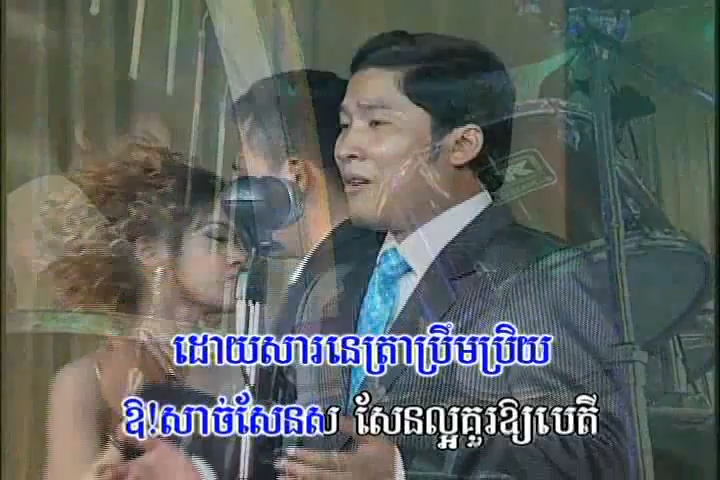 ដោយសារនេត្រាប្រឹមប្រិយ
ឱ!សាច់សែនស សែនល្អគួរឱ្យបេតី